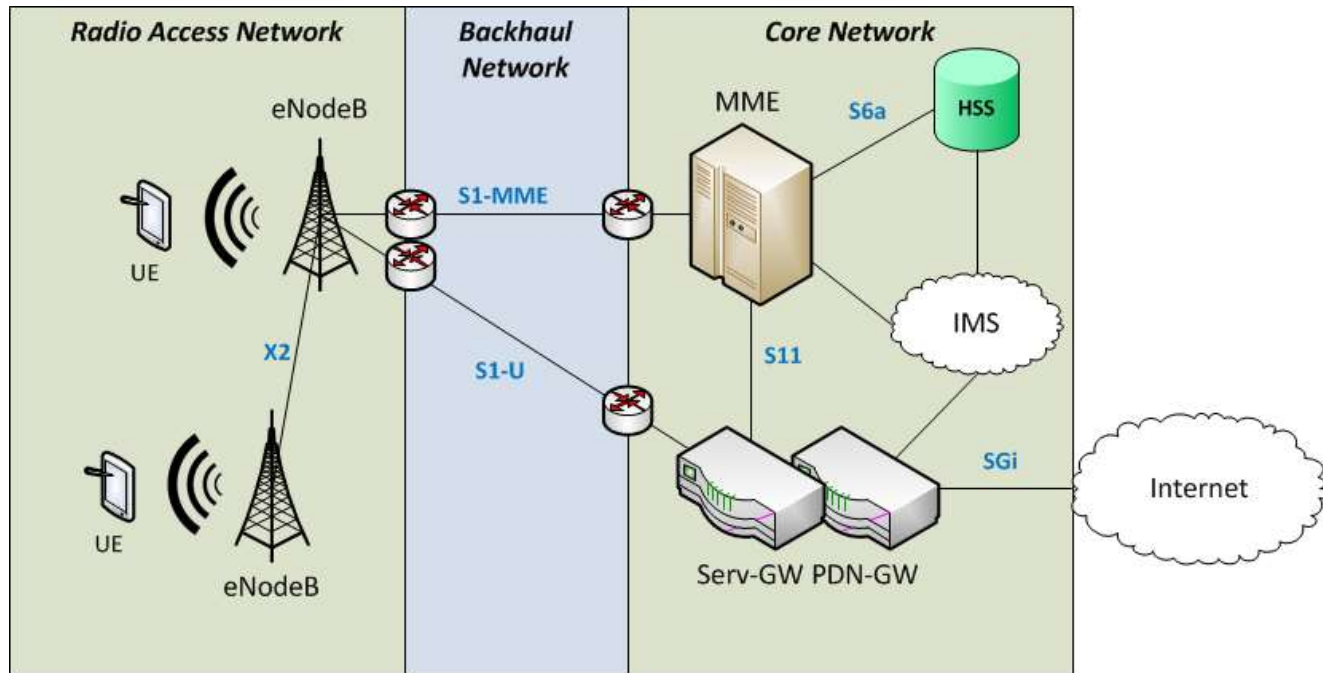 Radio Access Network
Backhaul
Network
Core Network
eNodeB
MME
S6a
HSS
UE
S1-MME
IMS
X2
S1-U
S11
SGi
Internet
UE
eNodeB
Serv-GW PDN-GW